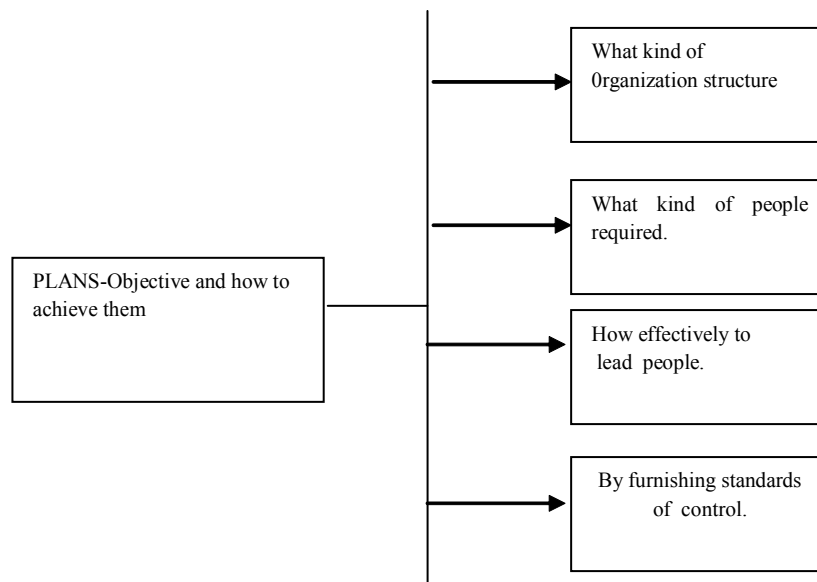 PLANS-Objective and how to
achieve them
What kind of
0rganization structure
What kind of people
required.
How effectively to
lead people.
By furnishing standards
of control.